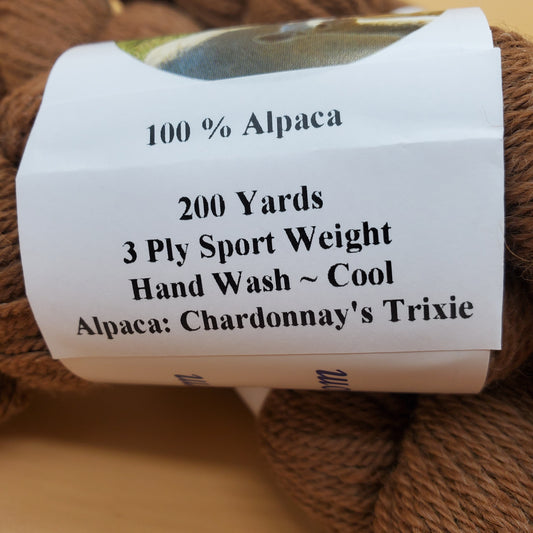 100 % Alpaca
200 Yards
3 Ply Sport Weight
Hand Wash ~ Cool
Alpaca: Chardonnay's Trixie